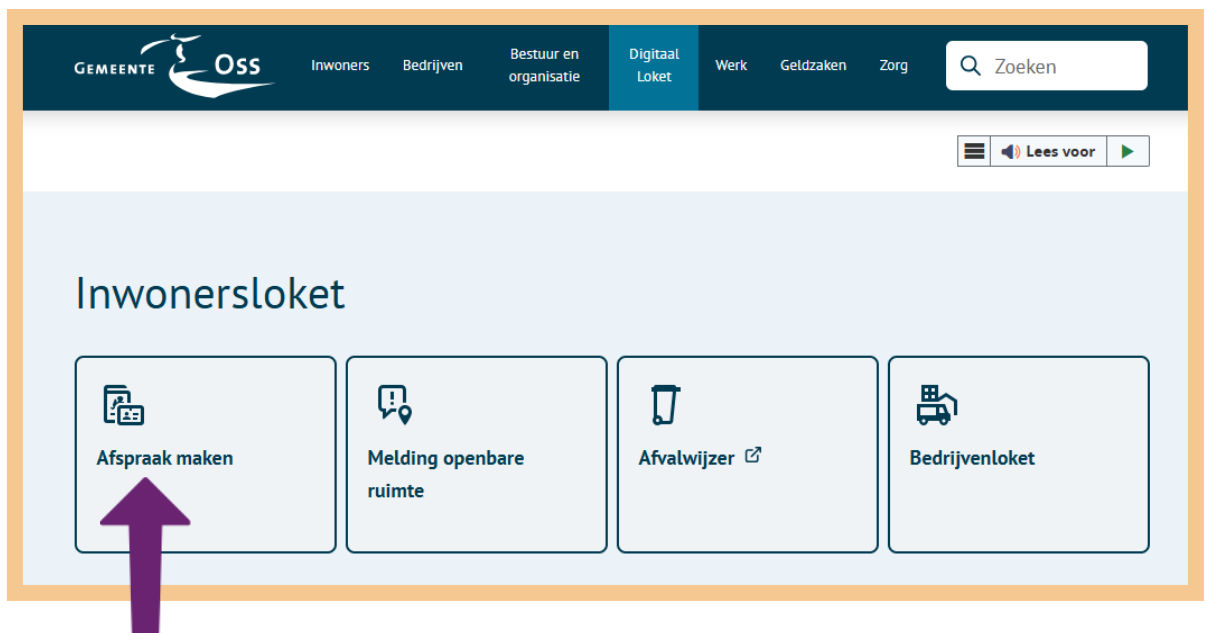 GEMEENTE OSS
Inwoners
Bedrijven
Bestuur en
organisatie
Digitaal
Loket
Werk
Geldzaken
Zorg
Zoeken
Lees voor
Inwonersloket
Afspraak maken
Melding openbare
ruimte
Afvalwijzer
Bedrijvenloket